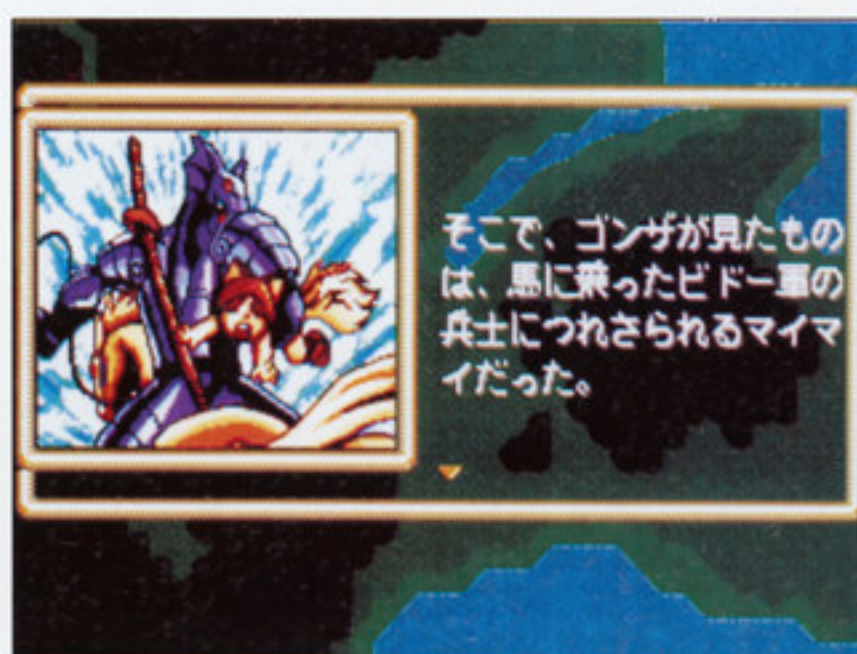 そこで、ゴンザが見たもの
は、馬に乗ったビドー軍の
兵士につれさられるマイマ
イだった。